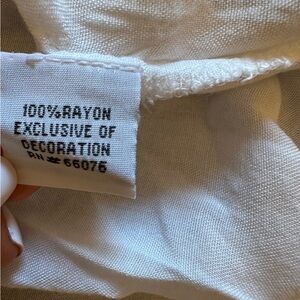 100% RAYON
EXCLUSIVE OF
DECORATION
RN # 66076